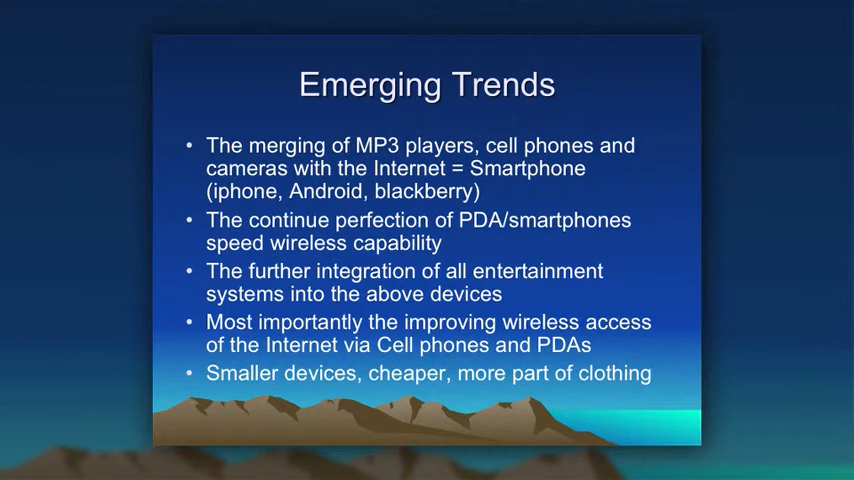 Emerging Trends
• The merging of MP3 players, cell phones and
cameras with the Internet = Smartphone
(iphone, Android, blackberry)
• The continue perfection of PDA/smartphones
speed wireless capability
• The further integration of all entertainment
systems into the above devices
• Most importantly the improving wireless access
of the Internet via Cell phones and PDAs
• Smaller devices, cheaper, more part of clothing